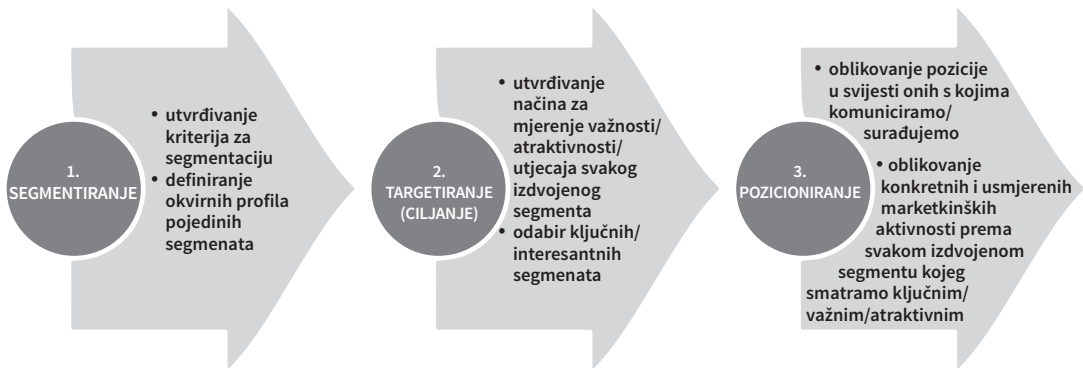 1.
SEGMENTIRANJE
• utvrđivanje
kriterija za
segmentaciju
• definiranje
okvirnih profila
pojedinih
segmenata
2.
TARGETIRANJE
(CILJANJE)
• utvrđivanje
načina za
mjerenje važnosti/
atraktivnosti/
utjecaja svakog
izdvojenog
segmenta
• odabir ključnih/
interesantnih
segmenata
3.
POZICIONIRANJE
• oblikovanje pozicije
u svijesti onih s kojima
komuniciramo/
surađujemo
• oblikovanje
konkretnih i usmjerenih
marketkinških
aktivnosti prema
svakom izdvojenom
segmentu kojeg
smatramo ključnim/
važnim/atraktivnim